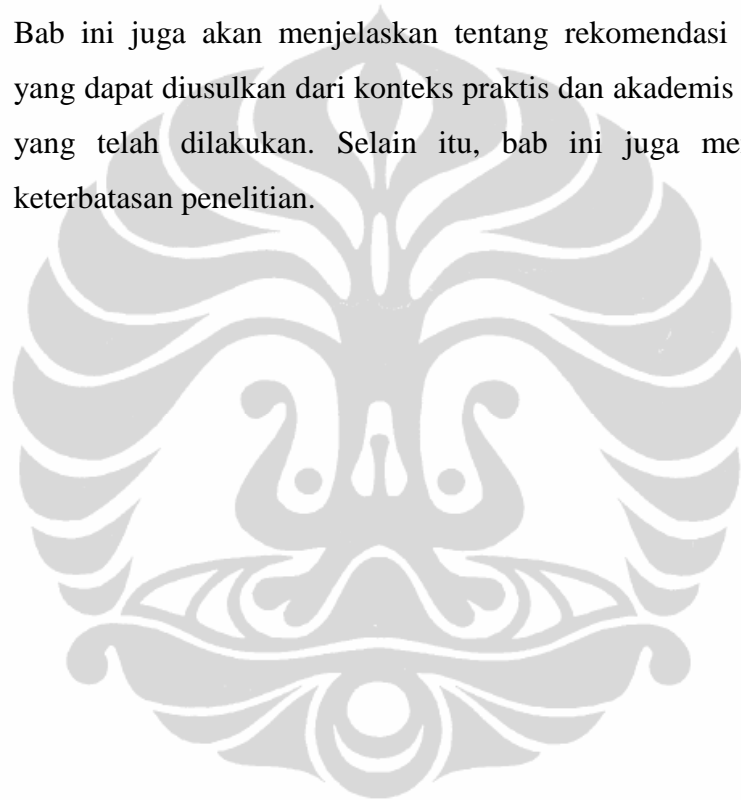 Bab ini juga akan menjelaskan tentang rekomendasi
yang dapat diusulkan dari konteks praktis dan akademis
yang telah dilakukan. Selain itu, bab ini juga me
keterbatasan penelitian.